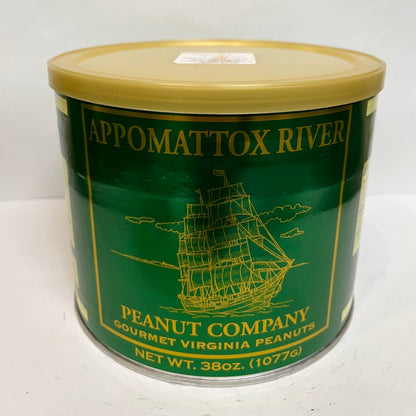 APPOMATTOX RIVER
PEANUT COMPANY
GOURMET VIRGINIA PEANUTS
NET WT. 38OZ. (1077G)